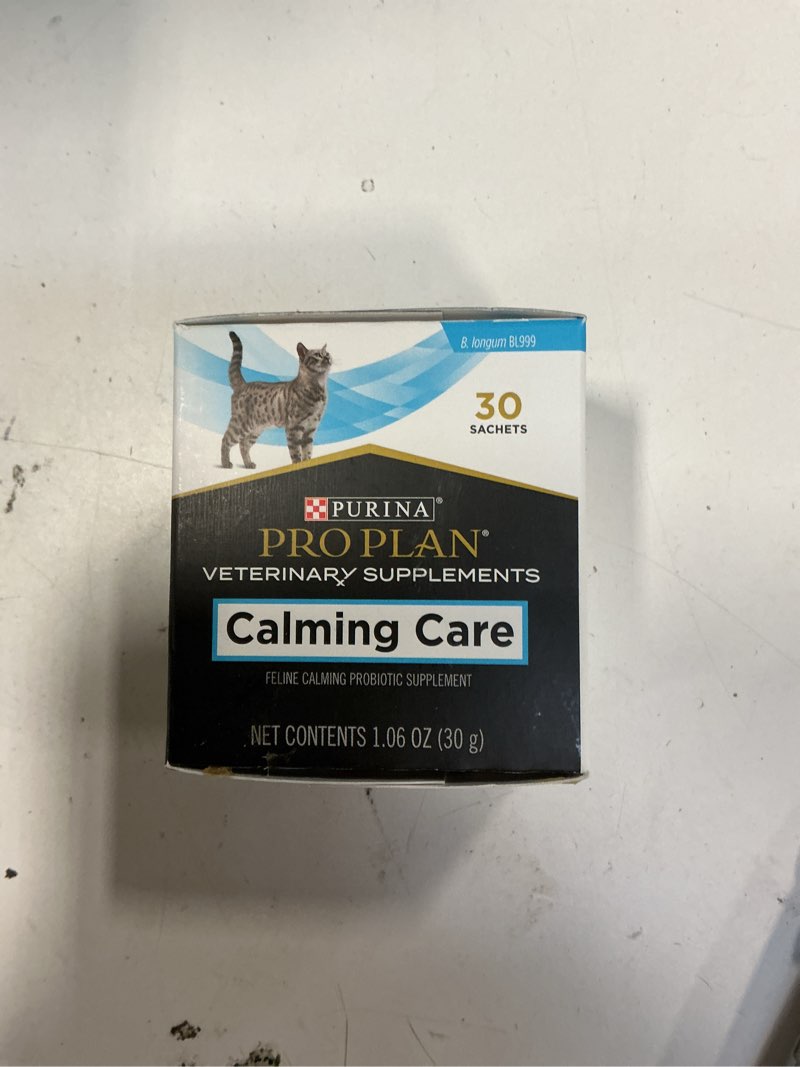 B. longum BL999
30
SACHETS
PURINA®
PRO PLAN®
VETERINARY SUPPLEMENTS
Calming Care
FELINE CALMING PROBIOTIC SUPPLEMENT
NET CONTENTS 1.06 OZ (30 g)